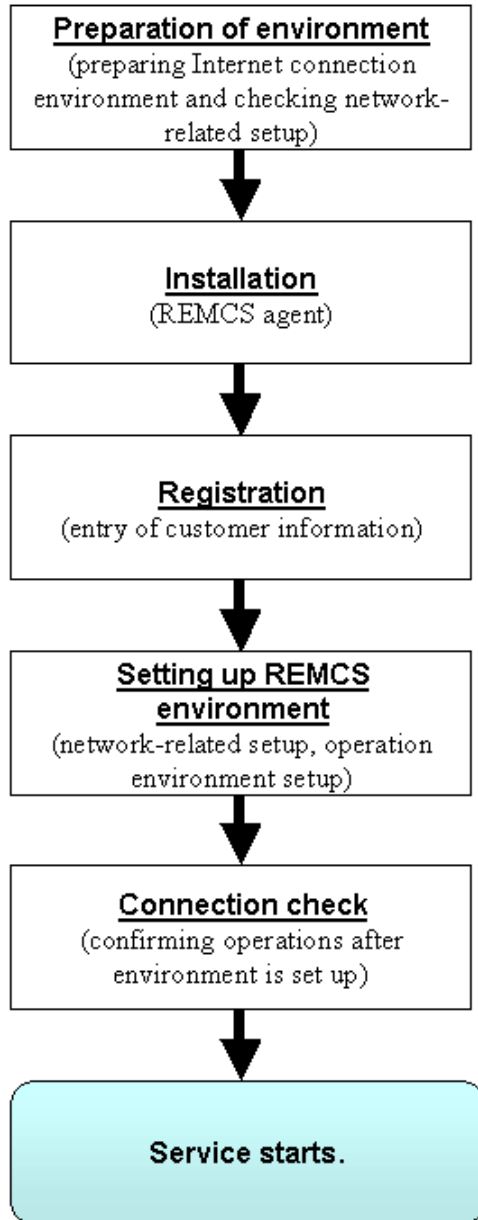 Preparation of environment
(preparing Internet connection
environment and checking network-
related setup)
Installation
(REMCS agent)
Registration
(entry of customer information)
Setting up REMCS
environment
(network-related setup, operation
environment setup)
Connection check
(confirming operations after
environment is set up)
Service starts.